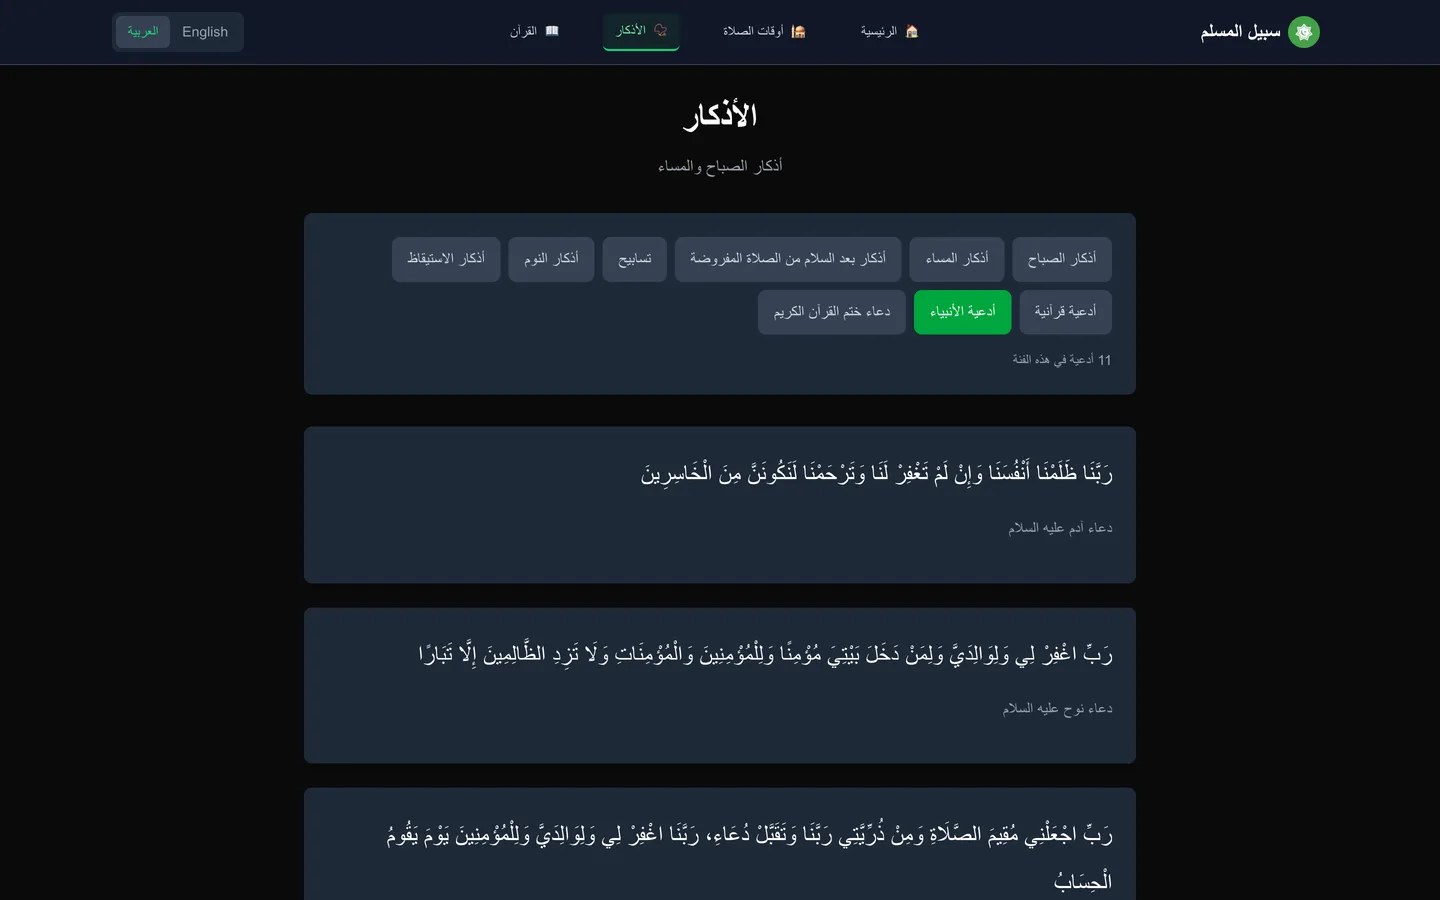 سبيل المسلم
الرئيسية
أوقات الصلاة
الأذكار
القرآن
English
العربية
الأذكار
أذكار الصباح والمساء
أذكار الصباح
أذكار المساء
أذكار بعد السلام من الصلاة المفروضة
تسابيح
أذكار النوم
أذكار الاستيقاظ
أدعية قرآنية
أدعية الأنبياء
دعاء ختم القرآن الكريم
11 أدعية في هذه الفئة
رَبَّنَا ظَلَمْنَا أَنْفُسَنَا وَإِنْ لَمْ تَغْفِرْ لَنَا وَتَرْحَمْنَا لَنَكُونَنَّ مِنَ الْخَاسِرِينَ
دعاء آدم عليه السلام
رَبِّ اغْفِرْ لِي وَلِوَالِدَيَّ وَلِمَنْ دَخَلَ بَيْتِيَ مُؤْمِنًا وَلِلْمُؤْمِنِينَ وَالْمُؤْمِنَاتِ وَلَا تَزِدِ الظَّالِمِينَ إِلَّا تَبَارًا
دعاء نوح عليه السلام
رَبِّ اجْعَلْنِي مُقِيمَ الصَّلَاةِ وَمِنْ ذُرِّيَّتِي رَبَّنَا وَتَقَبَّلْ دُعَاءِ، رَبَّنَا اغْفِرْ لِي وَلِوَالِدَيَّ وَلِلْمُؤْمِنِينَ يَوْمَ يَقُومُ
الْحِسَابُ